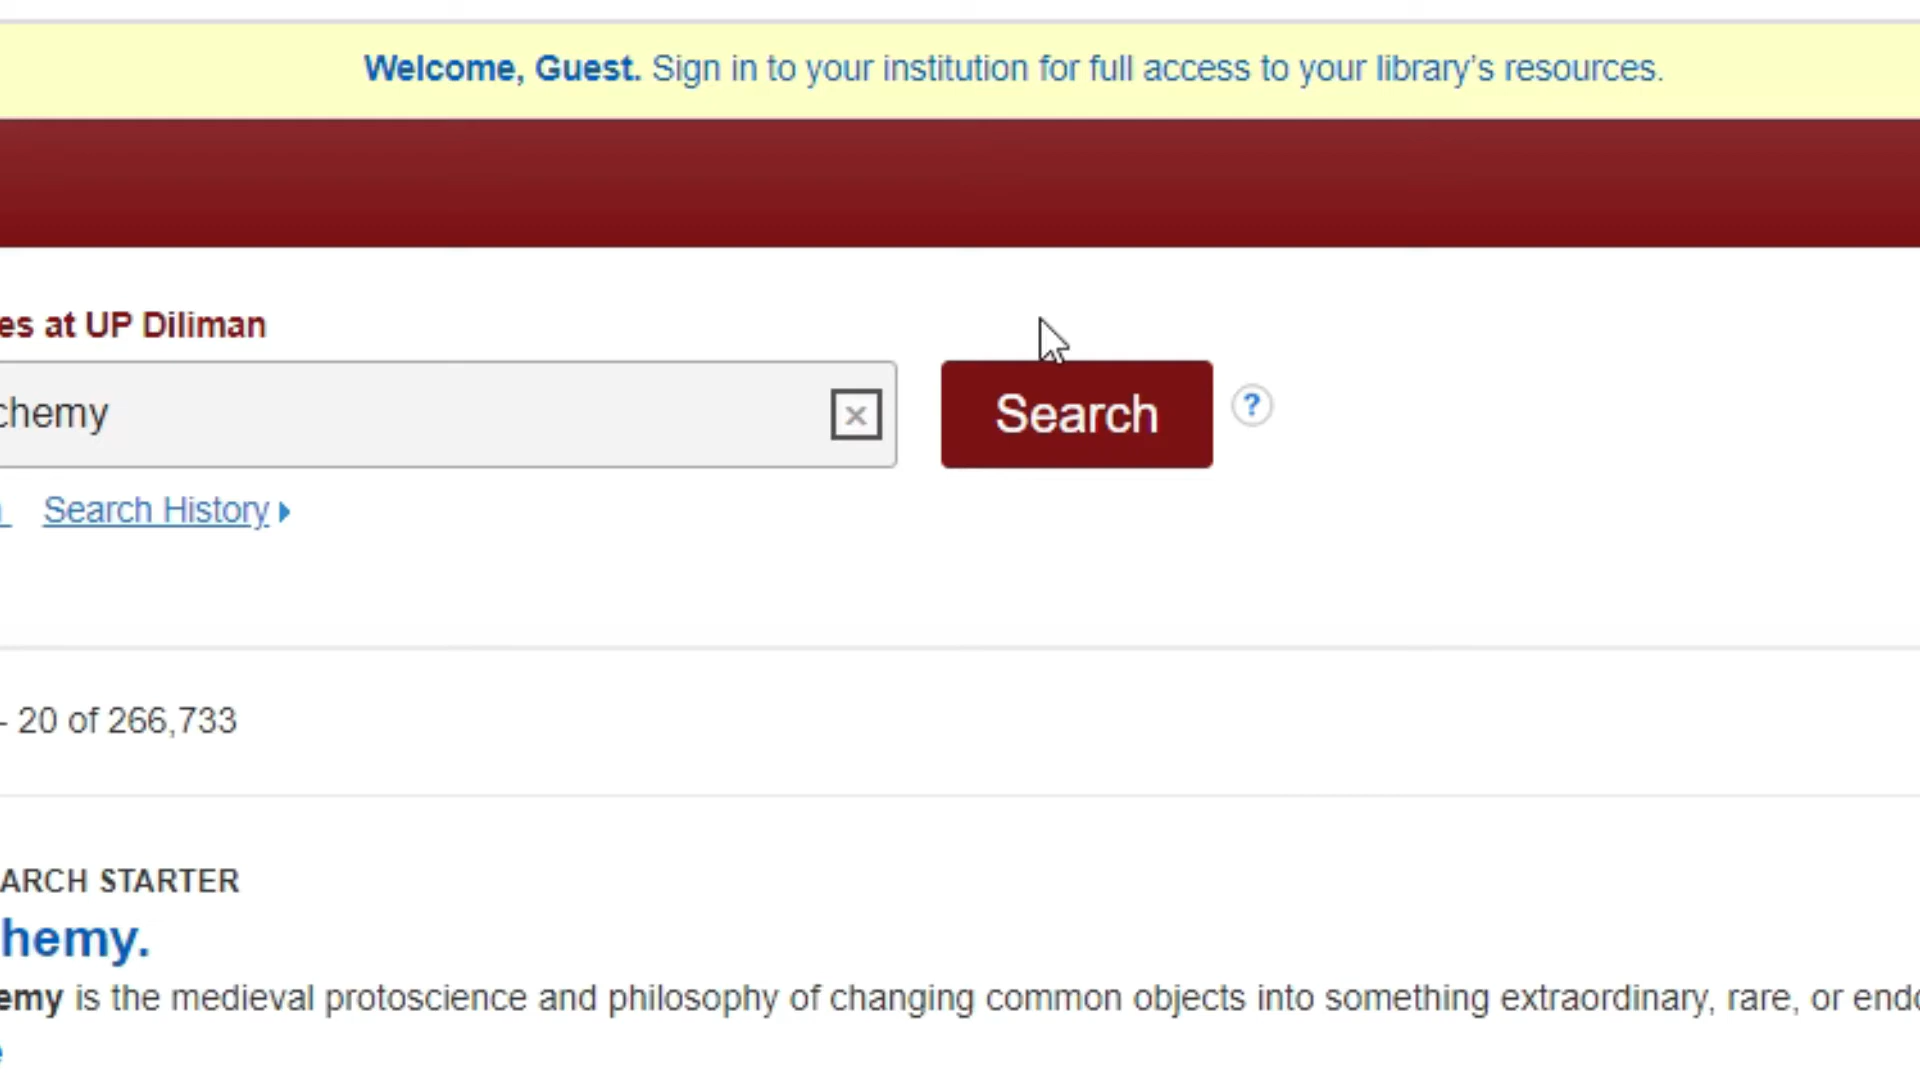 Welcome, Guest. Sign in to your institution for full access to your library's resources.
es at UP Diliman
chemy
Search
?
Search History
- 20 of 266,733
ARCH STARTER
hemy.
emy is the medieval protoscience and philosophy of changing common objects into something extraordinary, rare, or endo